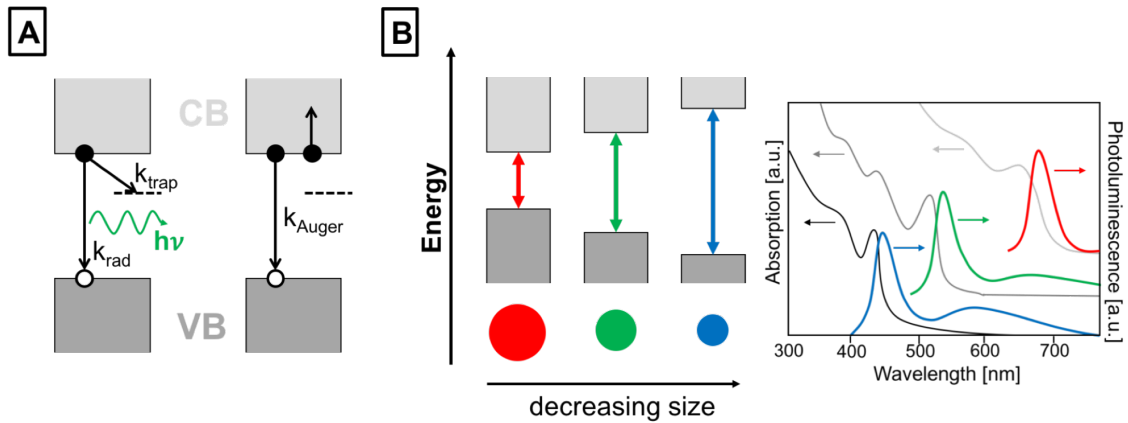 A
CB
k_trap
hν
k_rad
VB
k_Auger
B
Energy
decreasing size
Absorption [a.u.]
Photoluminescence [a.u.]
300 400 500 600 700
Wavelength [nm]